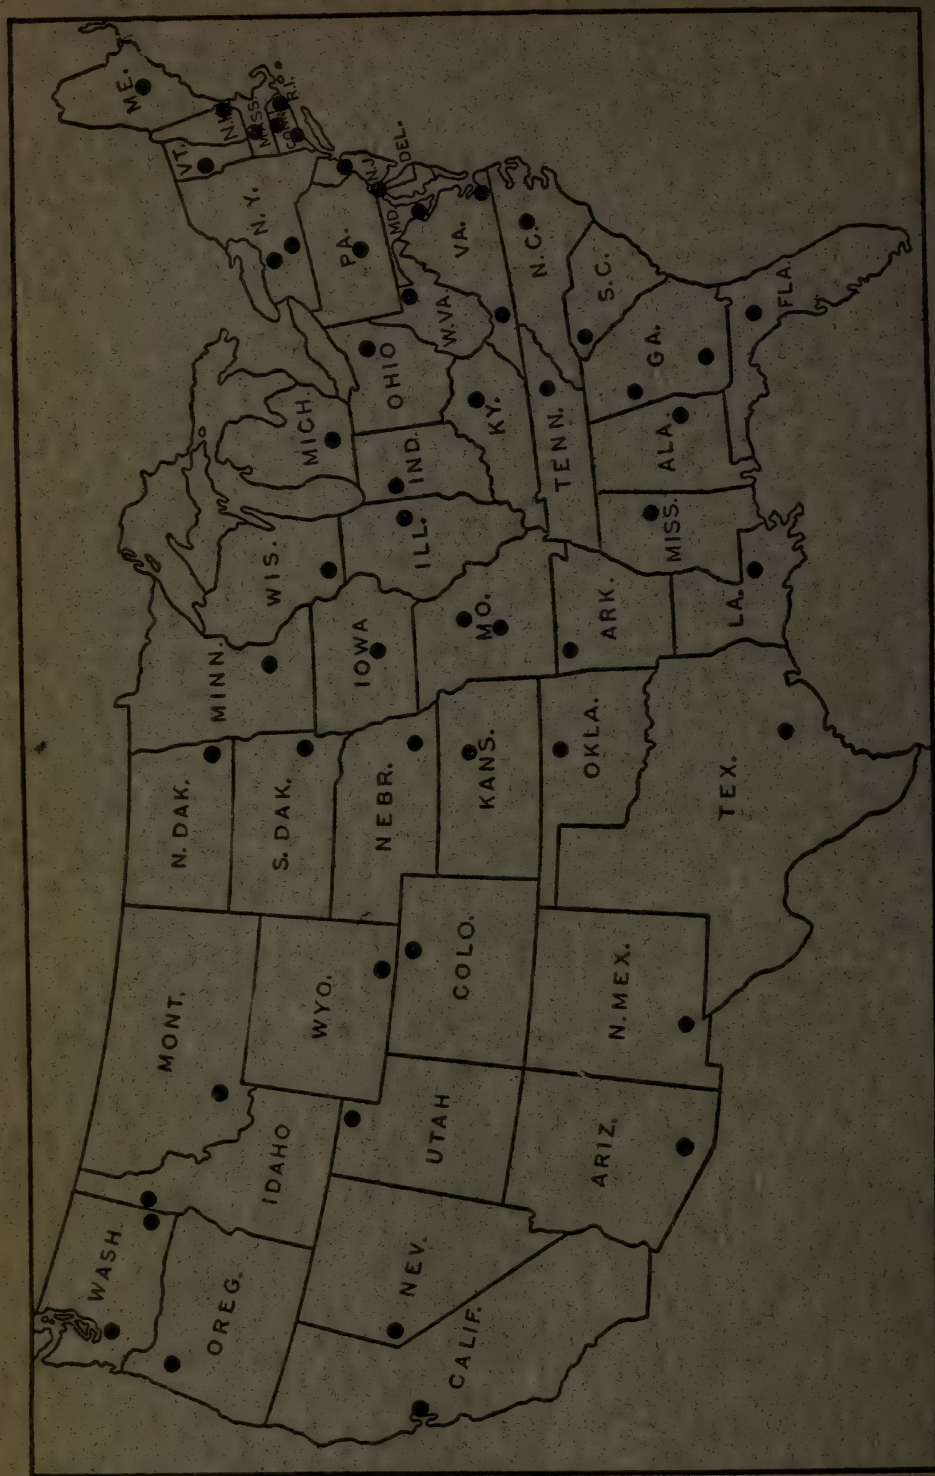 WASH
OREG.
CALIF.
NEV.
IDAHO
MONT.
WYO.
UTAH
ARIZ.
COLO.
N.MEX.
N. DAK.
S. DAK.
NEBR.
KANS.
OKLA.
TEX.
MINN.
IOWA
MO.
ARK.
LA.
WIS.
ILL.
MICH.
IND.
OHIO
KY.
TENN.
MISS.
ALA.
GA.
FLA.
S.C.
N.C.
VA.
W.VA.
MD.
DEL.
PA.
N.J.
N.Y.
VT.
N.H.
ME.
MASS.
CONN.
R.I.